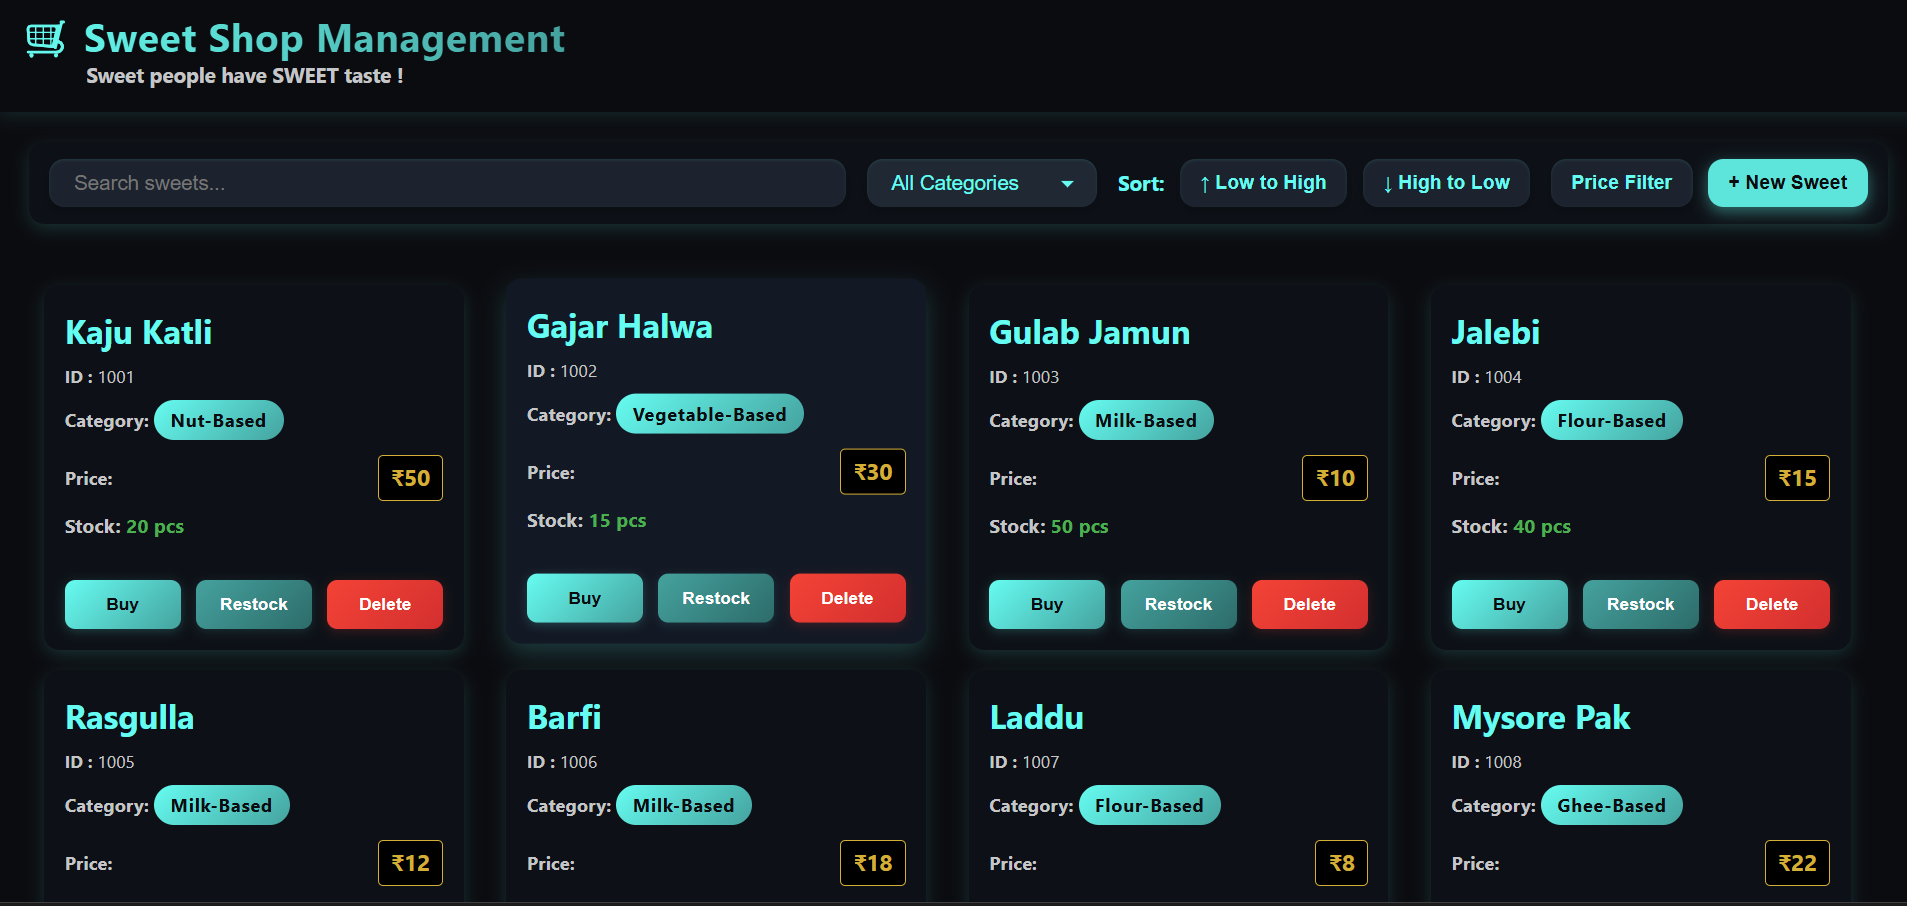 Sweet Shop Management
Sweet people have SWEET taste !
Search sweets...
All Categories
Sort:
↑ Low to High
↓ High to Low
Price Filter
+ New Sweet
Kaju Katli
ID : 1001
Category: Nut-Based
Price: ₹50
Stock: 20 pcs
Buy Restock Delete
Gajar Halwa
ID : 1002
Category: Vegetable-Based
Price: ₹30
Stock: 15 pcs
Buy Restock Delete
Gulab Jamun
ID : 1003
Category: Milk-Based
Price: ₹10
Stock: 50 pcs
Buy Restock Delete
Jalebi
ID : 1004
Category: Flour-Based
Price: ₹15
Stock: 40 pcs
Buy Restock Delete
Rasgulla
ID : 1005
Category: Milk-Based
Price: ₹12
Barfi
ID : 1006
Category: Milk-Based
Price: ₹18
Laddu
ID : 1007
Category: Flour-Based
Price: ₹8
Mysore Pak
ID : 1008
Category: Ghee-Based
Price: ₹22